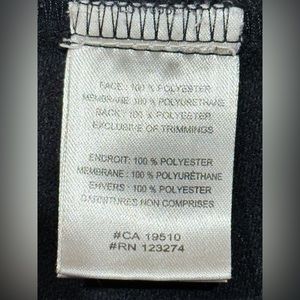 FACE: 100 % POLYESTER
MEMBRANE: 100 % POLYURETHANE
BACK: 100 % POLYESTER
EXCLUSIVE OF TRIMMINGS
ENDROIT: 100 % POLYESTER
MEMBRANE : 100 % POLYURÉTHANE
ENVERS : 100 % POLYESTER
GARNITURES NON COMPRISES
#CA 19510
#RN 123274